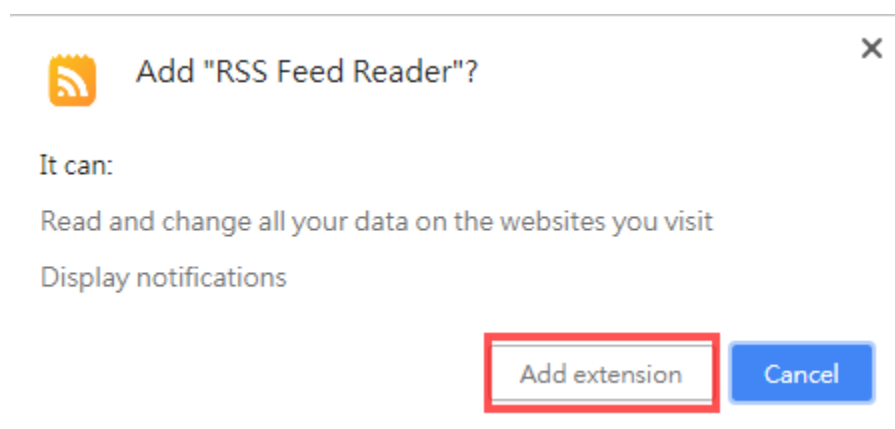 Add "RSS Feed Reader"?
It can:
Read and change all your data on the websites you visit
Display notifications
Add extension
Cancel